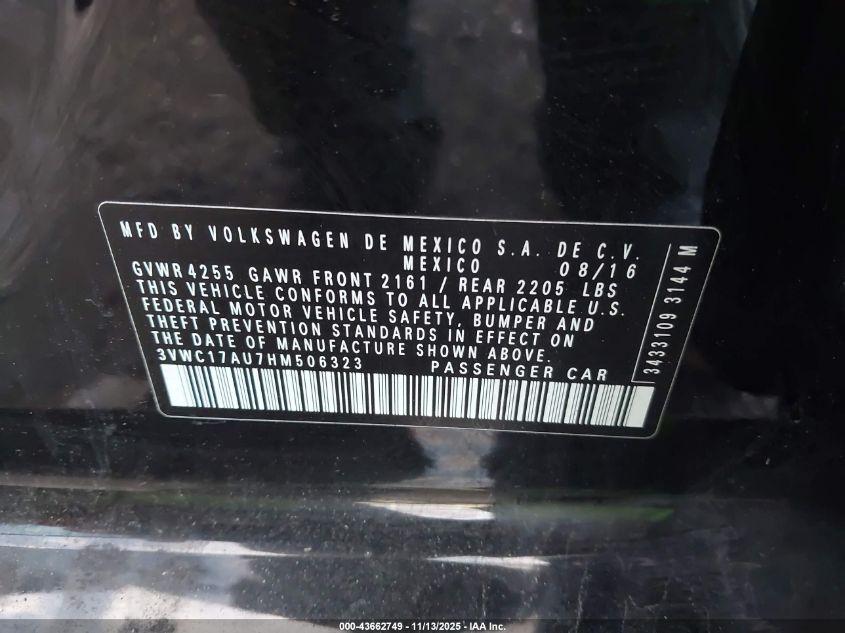 MFD BY VOLKSWAGEN DE MEXICO S.A. DE C.V.
MEXICO 08/16
GVWR 4255 GAWR FRONT 2161 / REAR 2205 LBS
THIS VEHICLE CONFORMS TO ALL APPLICABLE U.S.
FEDERAL MOTOR VEHICLE SAFETY, BUMPER AND
THEFT PREVENTION STANDARDS IN EFFECT ON
THE DATE OF MANUFACTURE SHOWN ABOVE.
3VWC17AU7HM506323 PASSENGER CAR
3433109 3144 M
000-43662749 - 11/13/2025 - IAA Inc.